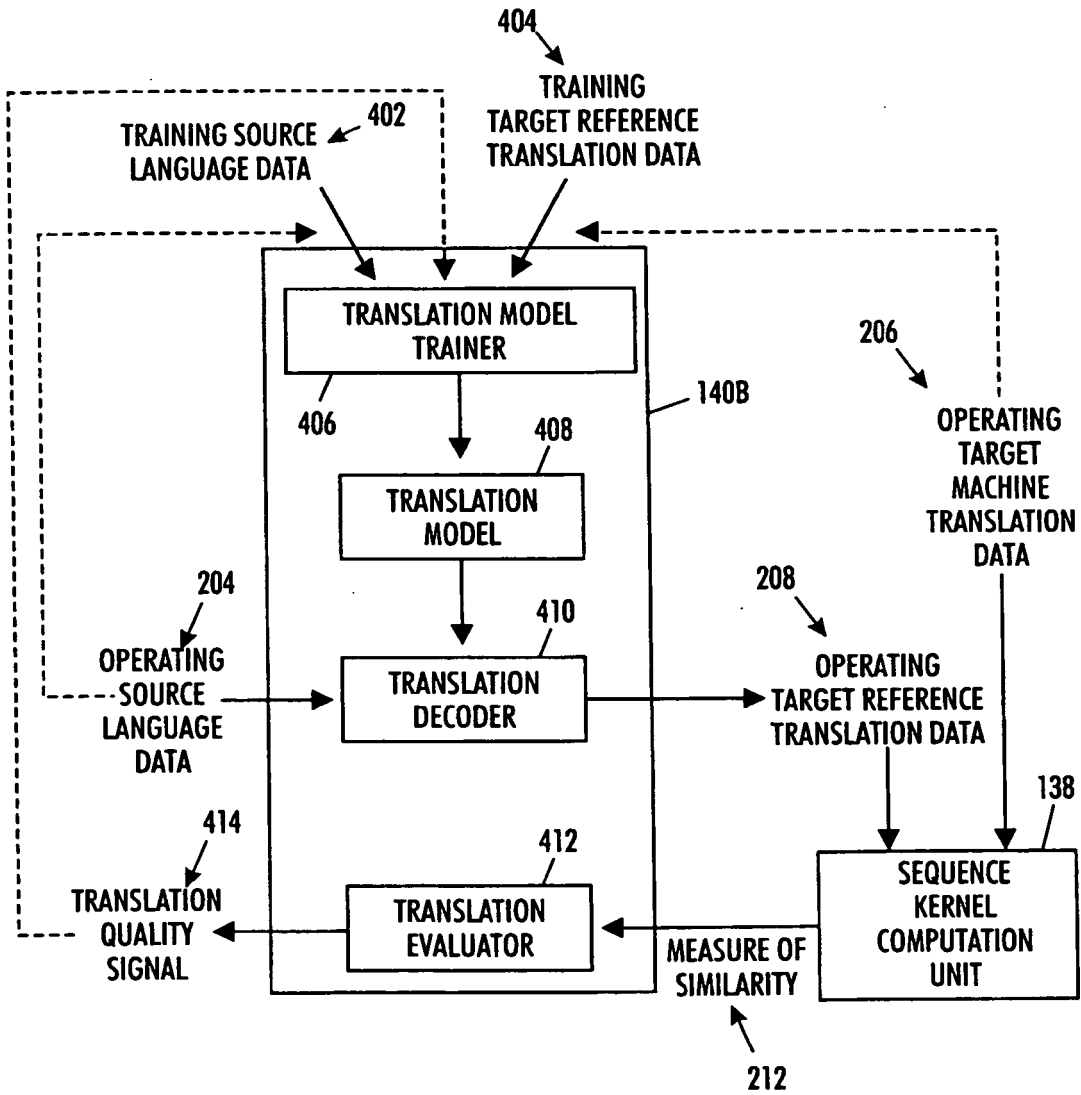 404
TRAINING
TARGET REFERENCE
TRANSLATION DATA
402
TRAINING SOURCE
LANGUAGE DATA
TRANSLATION MODEL
TRAINER
406
140B
206
OPERATING
TARGET
MACHINE
TRANSLATION
DATA
408
TRANSLATION
MODEL
204
OPERATING
SOURCE
LANGUAGE
DATA
410
TRANSLATION
DECODER
208
OPERATING
TARGET REFERENCE
TRANSLATION DATA
138
SEQUENCE
KERNEL
COMPUTATION
UNIT
414
TRANSLATION
QUALITY
SIGNAL
412
TRANSLATION
EVALUATOR
MEASURE OF
SIMILARITY
212